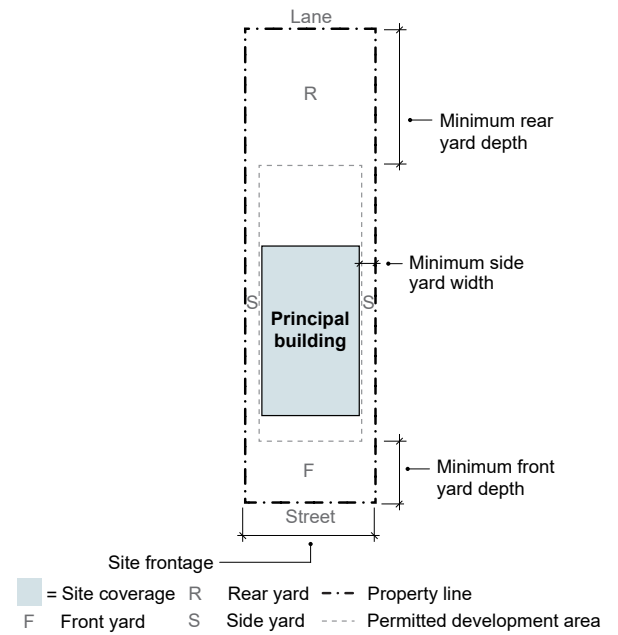 Lane
R
Minimum rear
yard depth
Minimum side
yard width
S
S
Principal
building
F
Minimum front
yard depth
Street
Site frontage
= Site coverage R Rear yard Property line
F Front yard S Side yard Permitted development area